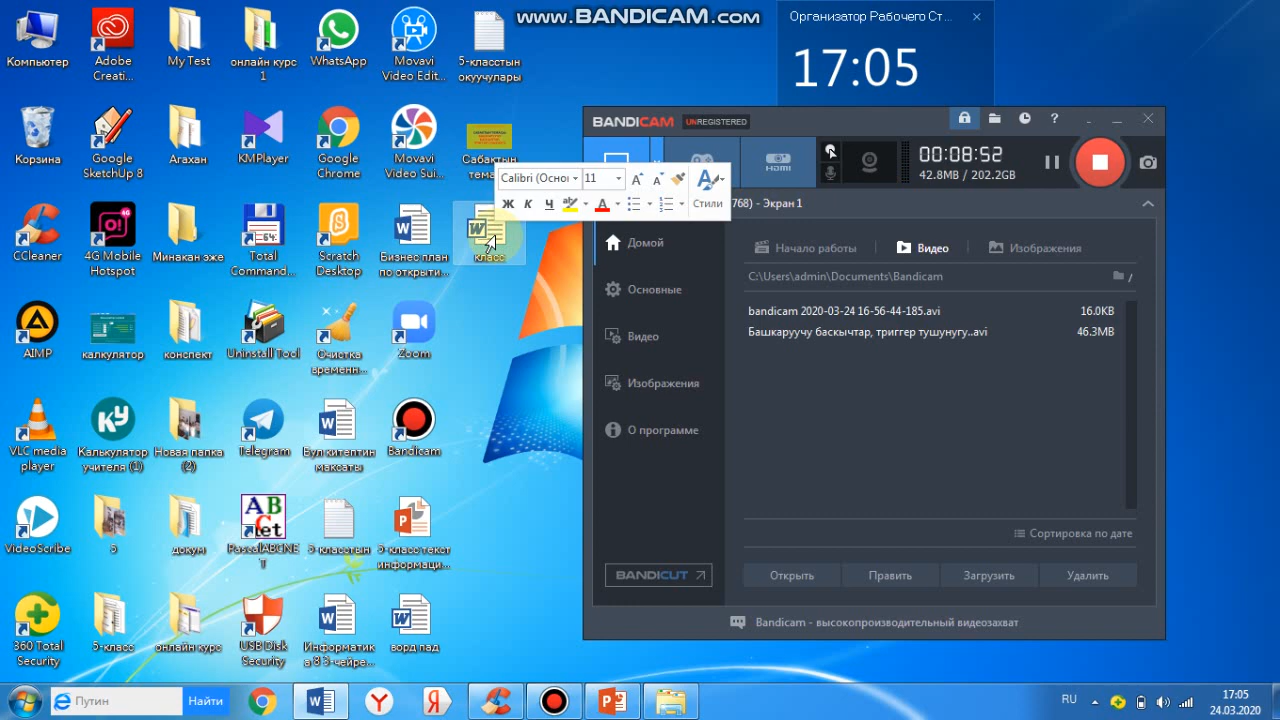 www.BANDICAM.com
Организатор Рабочего Ст...
17:05
Компьютер
Adobe
Creati...
My Test
онлайн курс
1
WhatsApp
Movavi
Video Edit...
5-класстын
окуучулары
Корзина
Google
SketchUp 8
Агахан
KMPlayer
Google
Chrome
Movavi
Video Sui...
Сабактын
CCleaner
4G Mobile
Hotspot
Минакан эже
Total
Comman...
Scratch
Desktop
Бизнес план
по открыти...
класс
AIMP
калкулятор
конспект
Uninstall Tool
Очистка
временн...
Zoom
VLC media
player
Калькулятор
учителя (1)
Новая папка
(2)
Telegram
Бул китептин
максаты
Bandicam
VideoScribe
5
докум
PascalABCNE
T
5-класстын
5-класс текст
информаци...
360 Total
Security
5-класс
онлайн курс
USB Disk
Security
Информатик
а 8 5-чейре...
ворд пад
BANDICAM UNREGISTERED
HDMI
00:08:52
42.8MB / 202.2GB
Calibri (Осно 11
Ж К Ч
Стили
768) - Экран 1
Домой
Основные
Видео
Изображения
О программе
BANDICUT
Начало работы
Видео
Изображения
C:\Users\admin\Documents\Bandicam
bandicam 2020-03-24 16-56-44-185.avi 16.0KB
Башкаруучу баскычтар, триггер тушунугу..avi 46.3MB
Сортировка по дате
Открыть
Править
Загрузить
Удалить
Bandicam - высокопроизводительный видеозахват
Путин
Найти
RU
17:05
24.03.2020